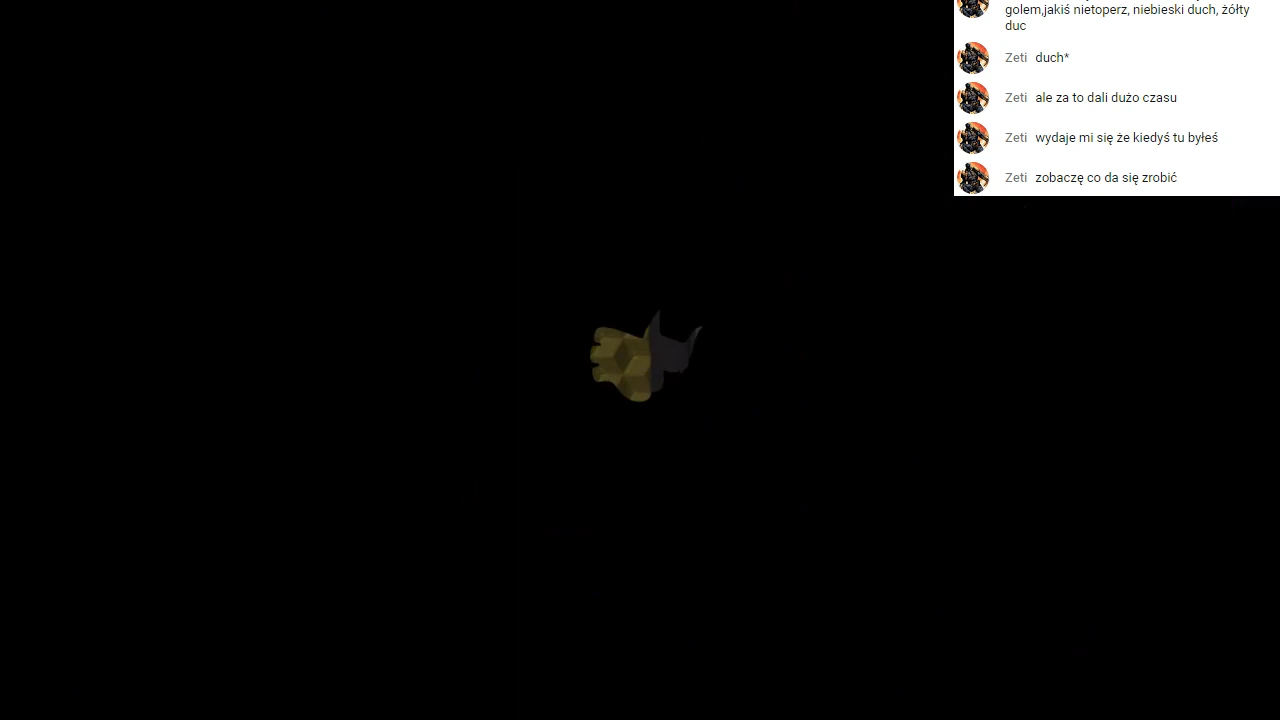 golem,jakiś nietoperz, niebieski duch, żółty
duc
Zeti duch*
Zeti ale za to dali dużo czasu
Zeti wydaje mi się że kiedyś tu byłeś
Zeti zobaczę co da się zrobić